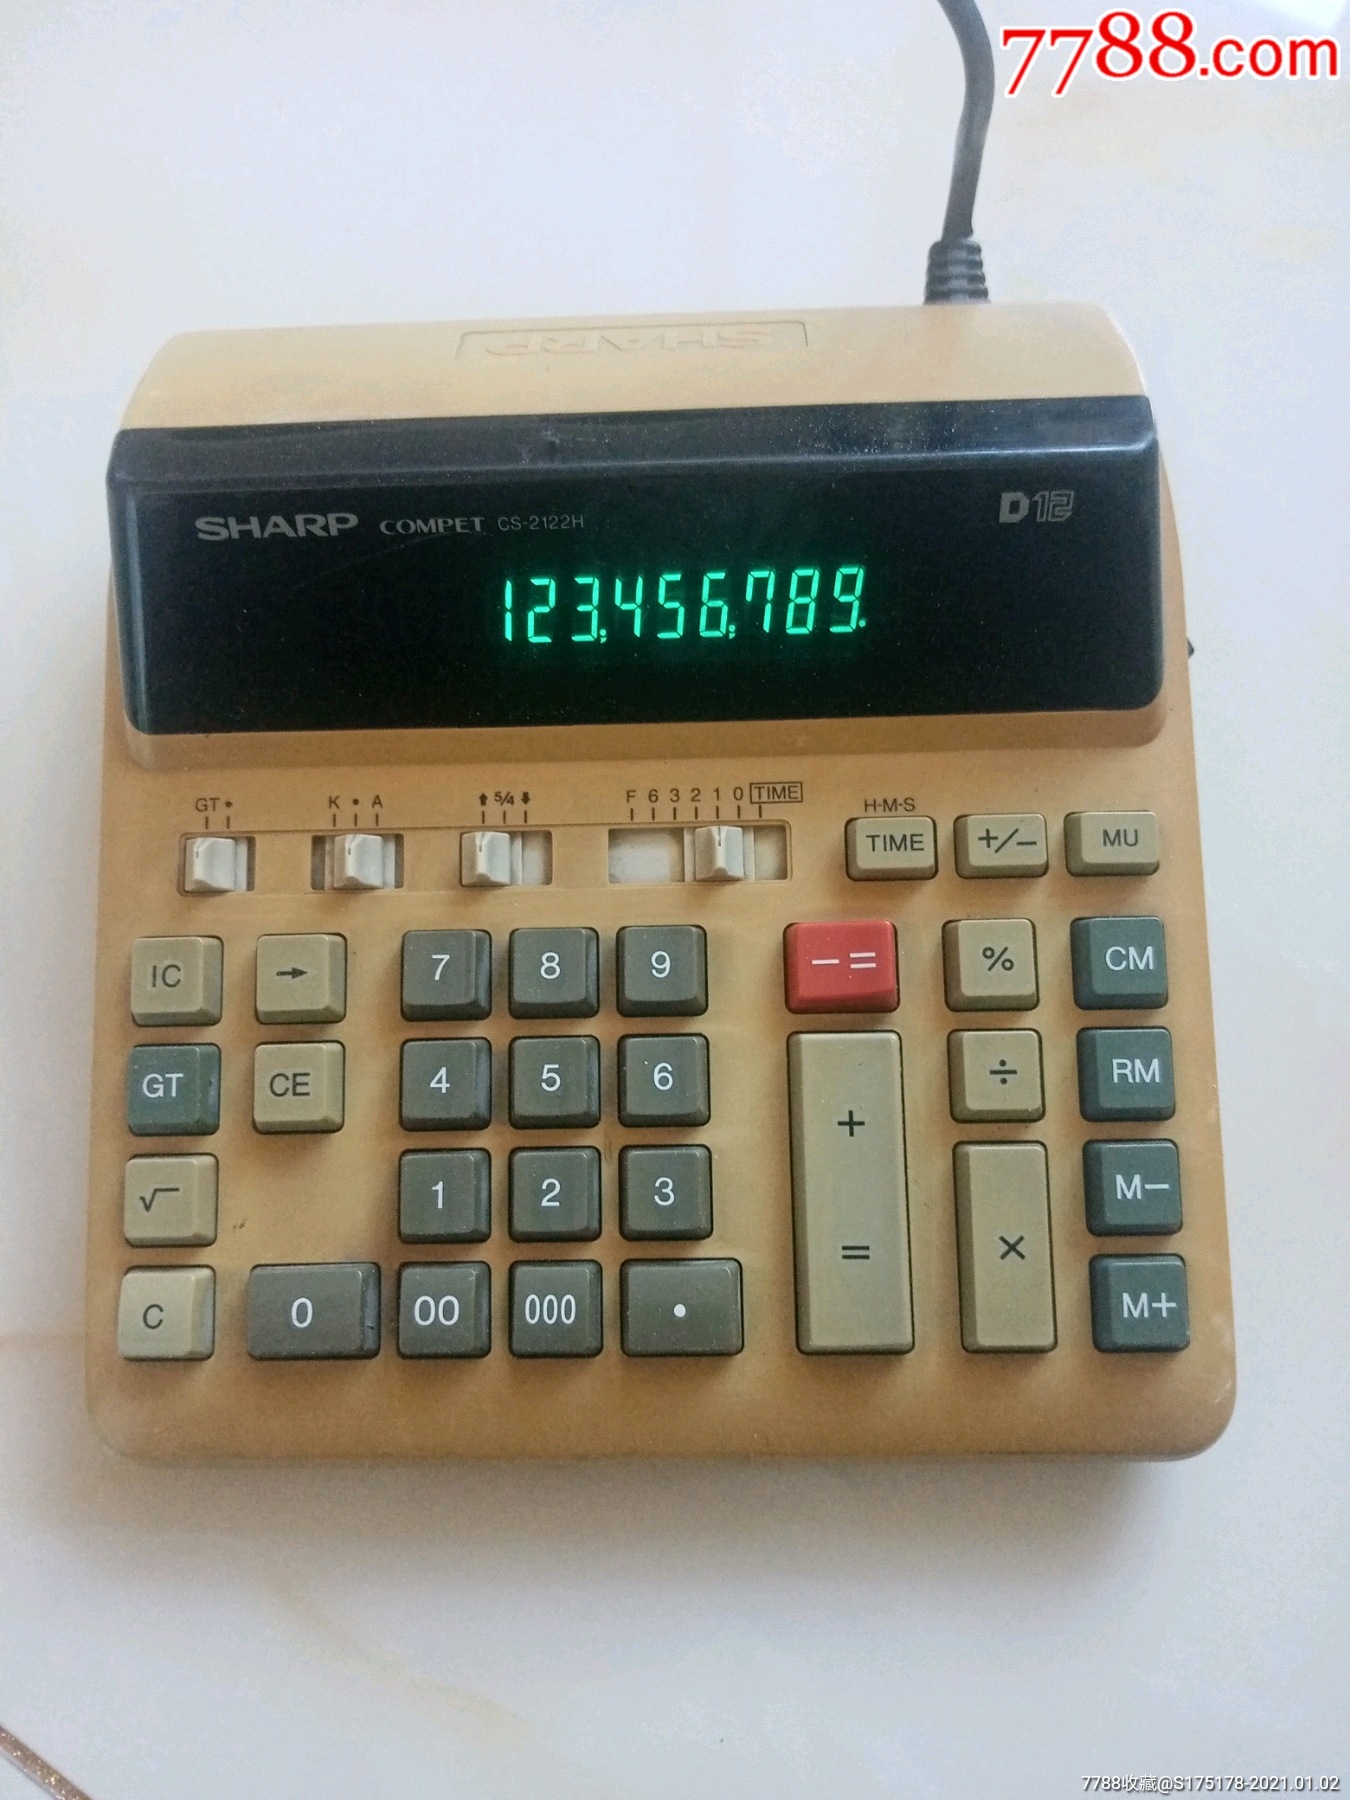 7788.com
SHARP
SHARP COMPET CS-2122H D12
123,456,789.
GT • K • A ⬆ 5/4 ⬇ F 6 3 2 1 0 TIME H-M-S
TIME +/− MU
IC → 7 8 9 −= % CM
GT CE 4 5 6 + ÷ RM
√ 1 2 3 = × M−
C 0 00 000 • M+
7788收藏@S175178-2021.01.02